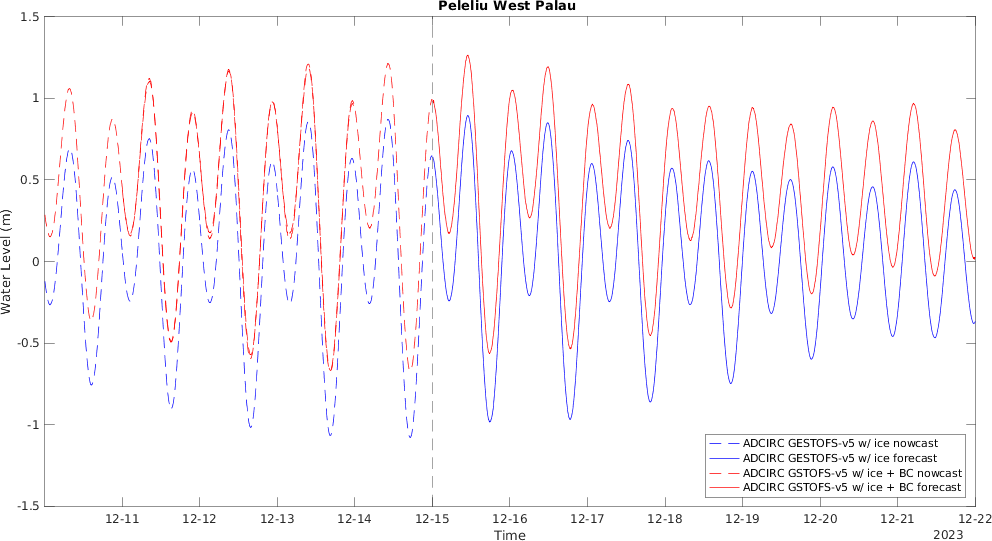 Peleliu West Palau
1.5
1
0.5
0
-0.5
-1
-1.5
Water Level (m)
12-11 12-12 12-13 12-14 12-15 12-16 12-17 12-18 12-19 12-20 12-21 12-22
Time
2023
ADCIRC GESTOFS-v5 w/ ice nowcast
ADCIRC GESTOFS-v5 w/ ice forecast
ADCIRC GSTOFS-v5 w/ ice + BC nowcast
ADCIRC GSTOFS-v5 w/ ice + BC forecast